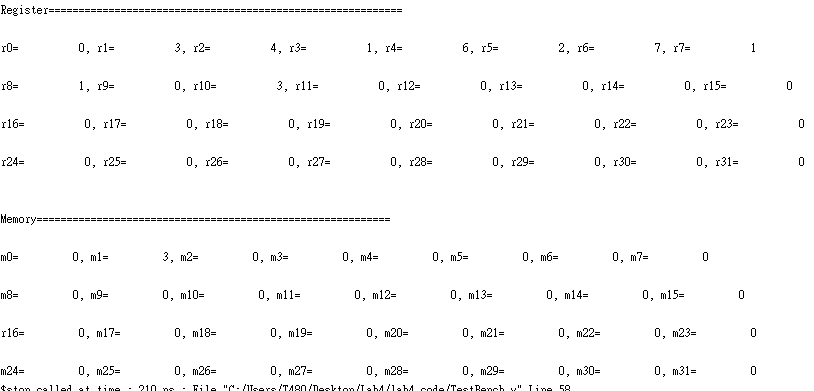 Register===========================================================
r0=          0, r1=          3, r2=          4, r3=          1, r4=          6, r5=          2, r6=          7, r7=          1
r8=          1, r9=          0, r10=          3, r11=          0, r12=          0, r13=          0, r14=          0, r15=          0
r16=          0, r17=          0, r18=          0, r19=          0, r20=          0, r21=          0, r22=          0, r23=          0
r24=          0, r25=          0, r26=          0, r27=          0, r28=          0, r29=          0, r30=          0, r31=          0
Memory===========================================================
m0=          0, m1=          3, m2=          0, m3=          0, m4=          0, m5=          0, m6=          0, m7=          0
m8=          0, m9=          0, m10=          0, m11=          0, m12=          0, m13=          0, m14=          0, m15=          0
r16=          0, m17=          0, m18=          0, m19=          0, m20=          0, m21=          0, m22=          0, m23=          0
m24=          0, m25=          0, m26=          0, m27=          0, m28=          0, m29=          0, m30=          0, m31=          0
$stop called at time : 210 ns : File "C:/Users/T480/Desktop/Lab4/lab4_code/TestBench.v" Line 58